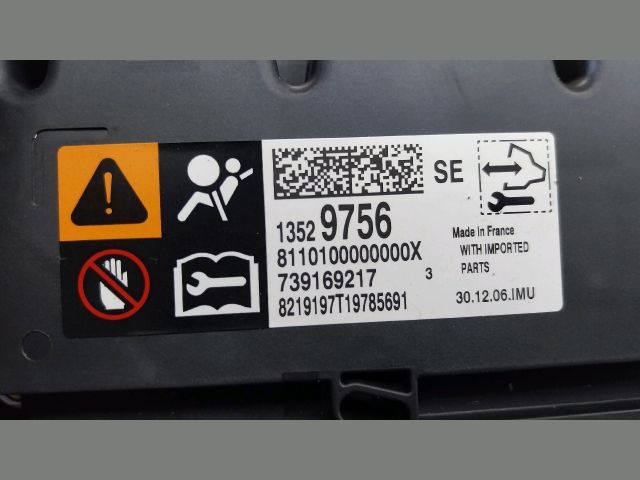 SE
1352 9756
8110100000000X
739169217 3
8219197T19785691
Made in France
WITH IMPORTED
PARTS
30.12.06.IMU